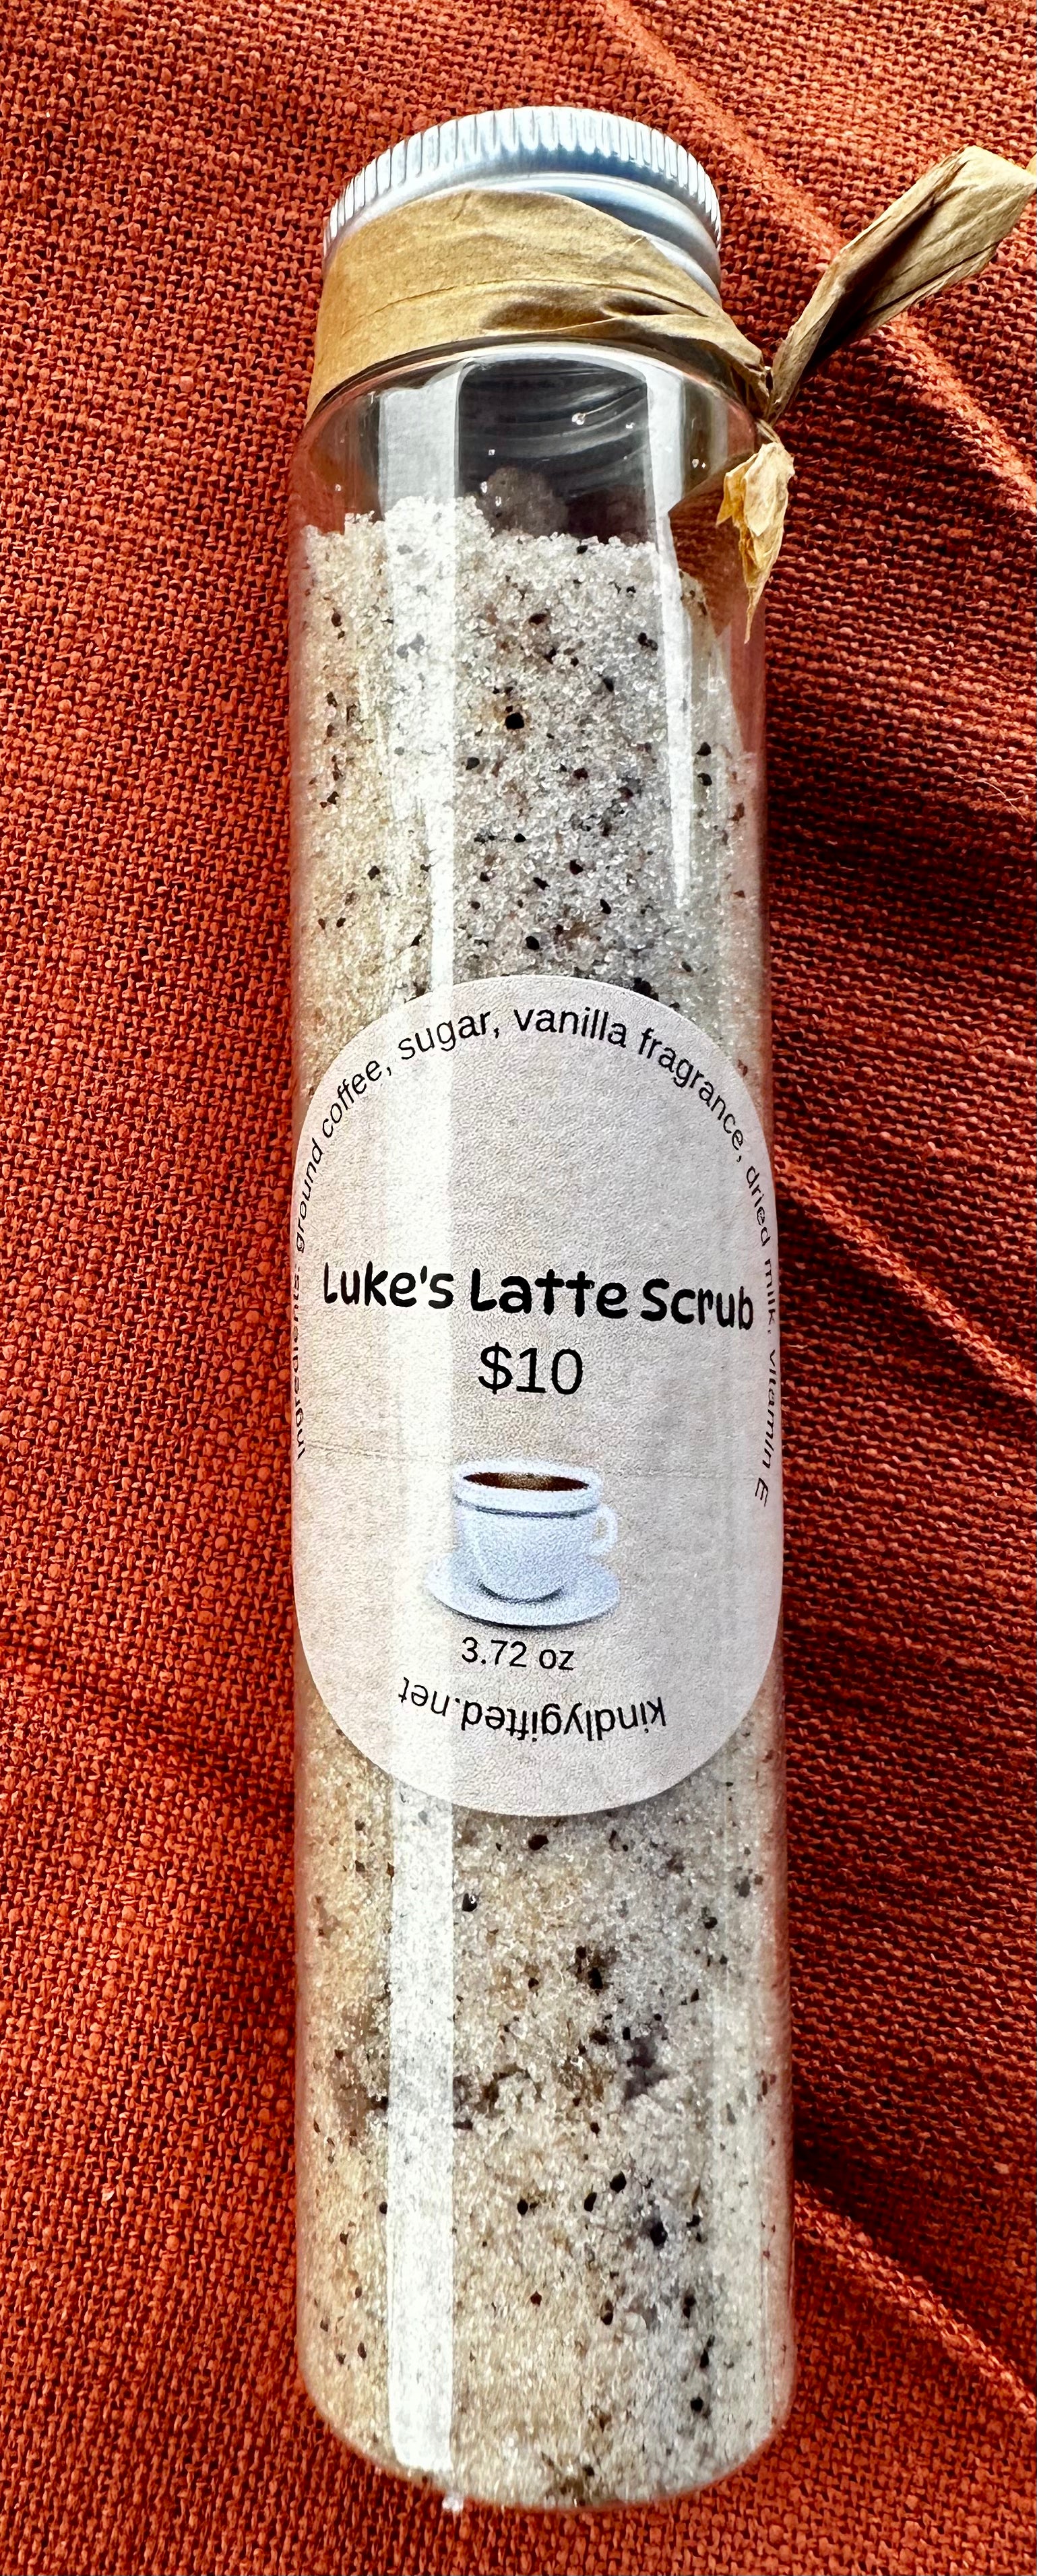 Ingredients: ground coffee, sugar, vanilla fragrance, dried milk, vitamin E
Luke's Latte Scrub
$10
3.72 oz
kindlygifted.net